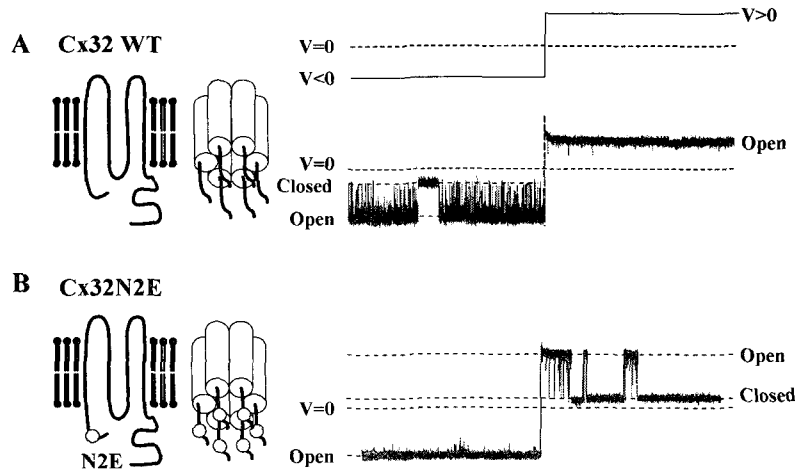 A Cx32 WT
V>0
V=0
V<0
Open
V=0
Closed
Open
B Cx32N2E
Open
Closed
V=0
Open
N2E